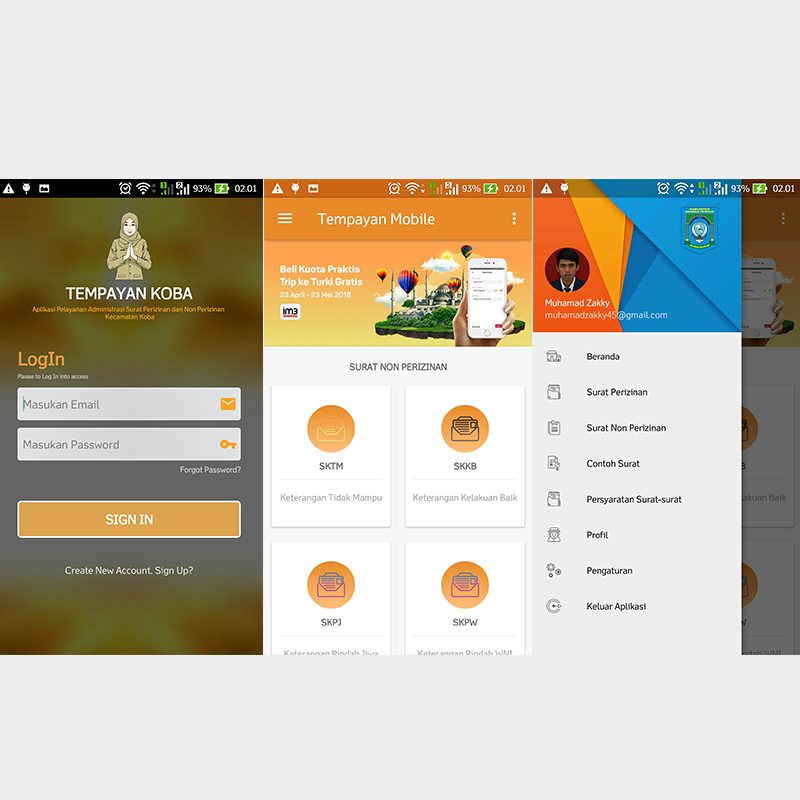 93% 02.01
TEMPAYAN KOBA
Aplikasi Pelayanan Administrasi Surat Perizinan dan Non Perizinan
Kecamatan Koba
LogIn
Please to Log In into access
Masukan Email
Masukan Password
Forgot Password?
SIGN IN
Create New Account. Sign Up?
93% 02.01
Tempayan Mobile
Beli Kuota Praktis
Trip ke Turki Gratis
23 April - 23 Mei 2018
im3
SURAT NON PERIZINAN
SKTM
Keterangan Tidak Mampu
SKKB
Keterangan Kelakuan Baik
SKPJ
Keterangan Pindah Jiwa
SKPW
Keterangan Pindah WNI
93% 02.01
Muhamad Zakky
muhamadzakky45@gmail.com
Beranda
Surat Perizinan
Surat Non Perizinan
Contoh Surat
Persyaratan Surat-surat
Profil
Pengaturan
Keluar Aplikasi
B
akuan Baik
W
ndah WNI